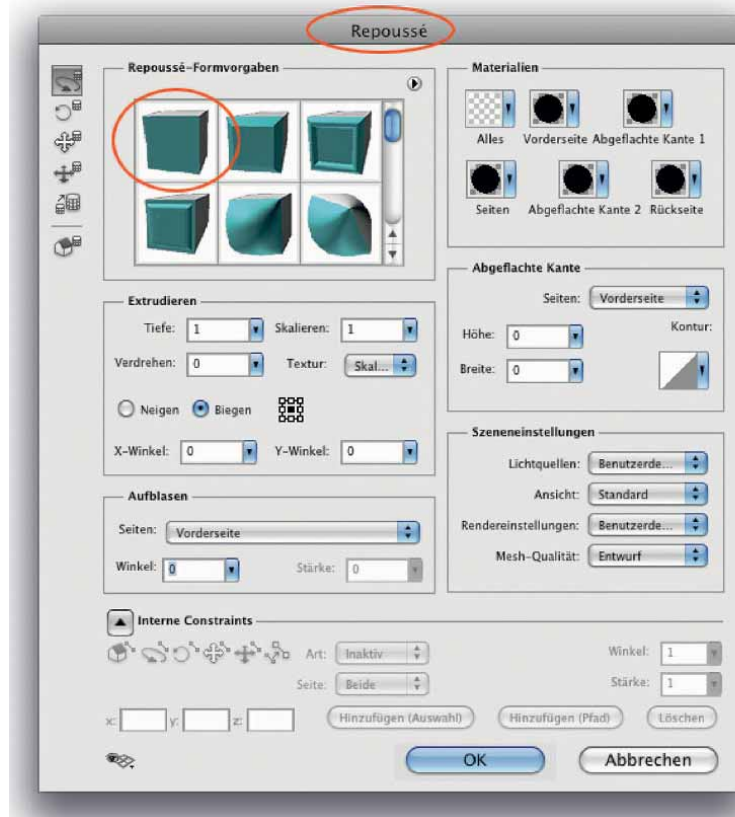 Repoussé
Repoussé-Formvorgaben
Materialien
Alles Vorderseite Abgeflachte Kante 1
Seiten Abgeflachte Kante 2 Rückseite
Extrudieren
Tiefe: 1 Skalieren: 1
Verdrehen: 0 Textur: Skal...
Neigen Biegen
X-Winkel: 0 Y-Winkel: 0
Abgeflachte Kante
Seiten: Vorderseite
Höhe: 0 Kontur:
Breite: 0
Aufblasen
Seiten: Vorderseite
Winkel: 0 Stärke: 0
Szeneneinstellungen
Lichtquellen: Benutzerde...
Ansicht: Standard
Rendereinstellungen: Benutzerde...
Mesh-Qualität: Entwurf
Interne Constraints
Art: Inaktiv Winkel: 1
Seite: Beide Stärke: 1
x: y: z: Hinzufügen (Auswahl) Hinzufügen (Pfad) Löschen
OK Abbrechen